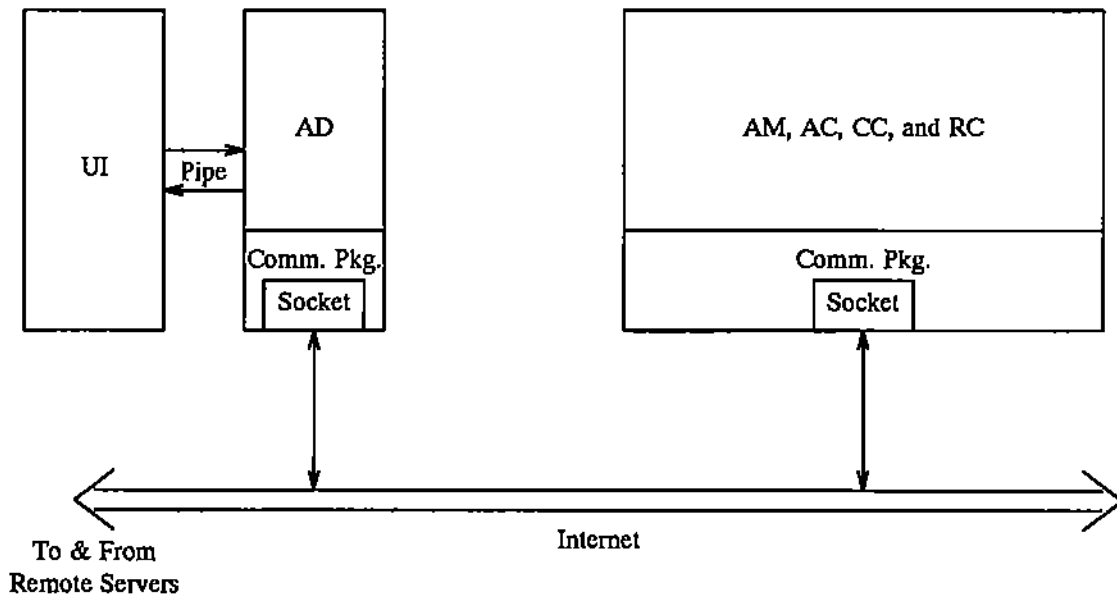 UI
Pipe
AD
Comm. Pkg.
Socket
AM, AC, CC, and RC
Comm. Pkg.
Socket
Internet
To & From
Remote Servers